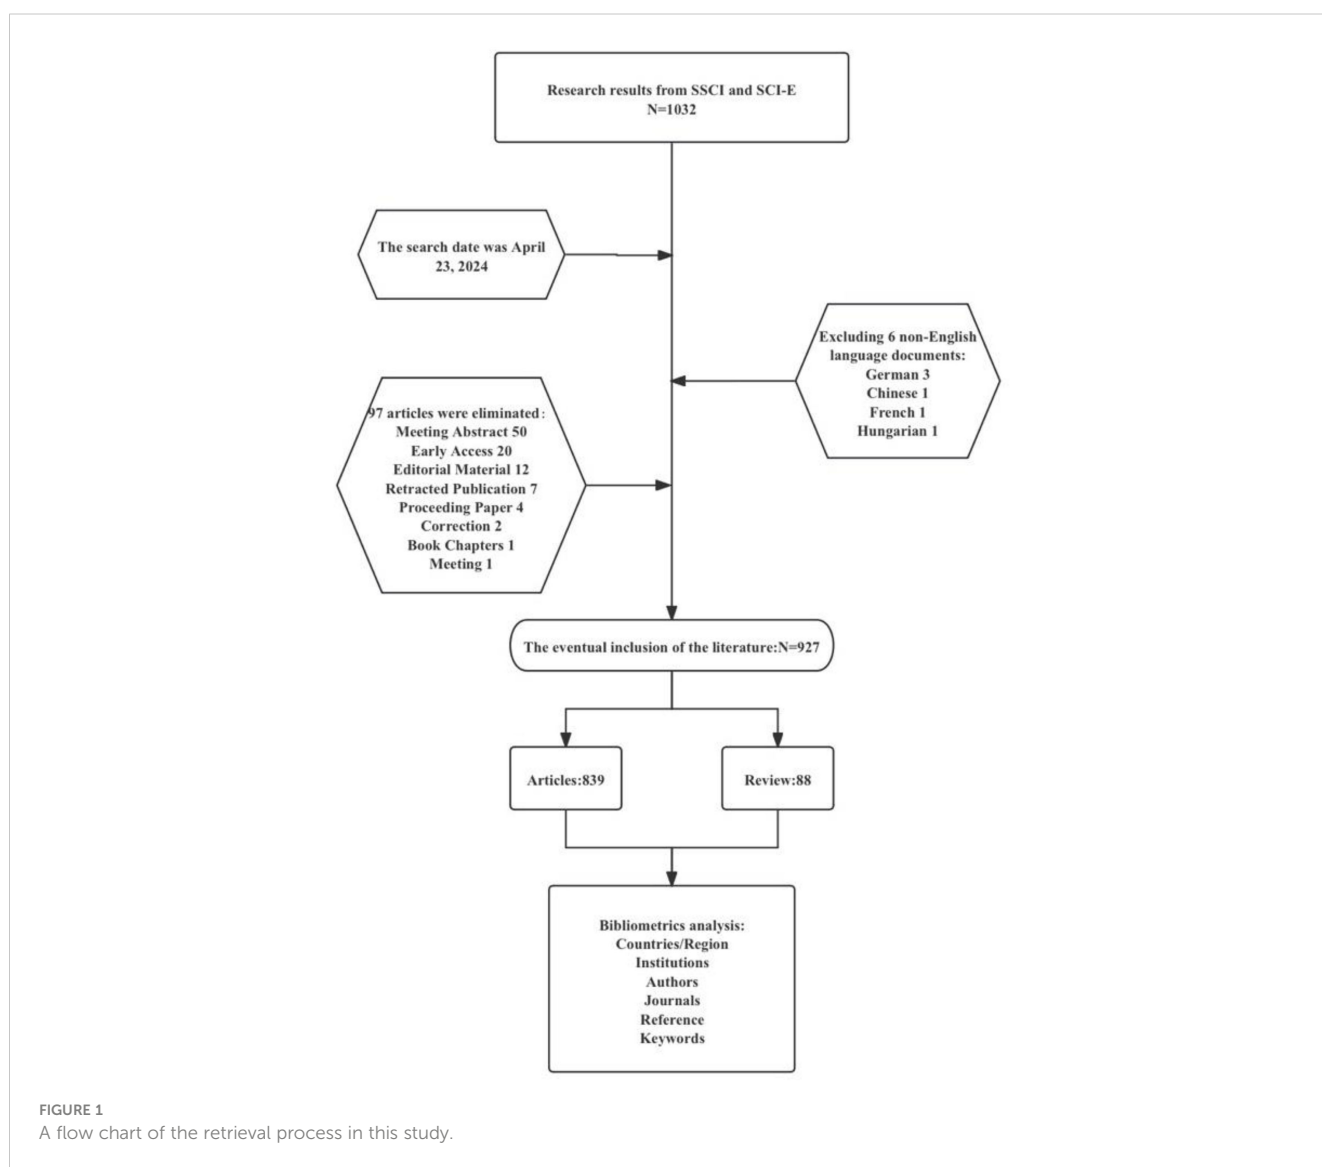 Research results from SSCI and SCI-E
N=1032
The search date was April
23, 2024
Excluding 6 non-English
language documents:
German 3
Chinese 1
French 1
Hungarian 1
97 articles were eliminated:
Meeting Abstract 50
Early Access 20
Editorial Material 12
Retracted Publication 7
Proceeding Paper 4
Correction 2
Book Chapters 1
Meeting 1
The eventual inclusion of the literature:N=927
Articles:839
Review:88
Bibliometrics analysis:
Countries/Region
Institutions
Authors
Journals
Reference
Keywords
FIGURE 1
A flow chart of the retrieval process in this study.